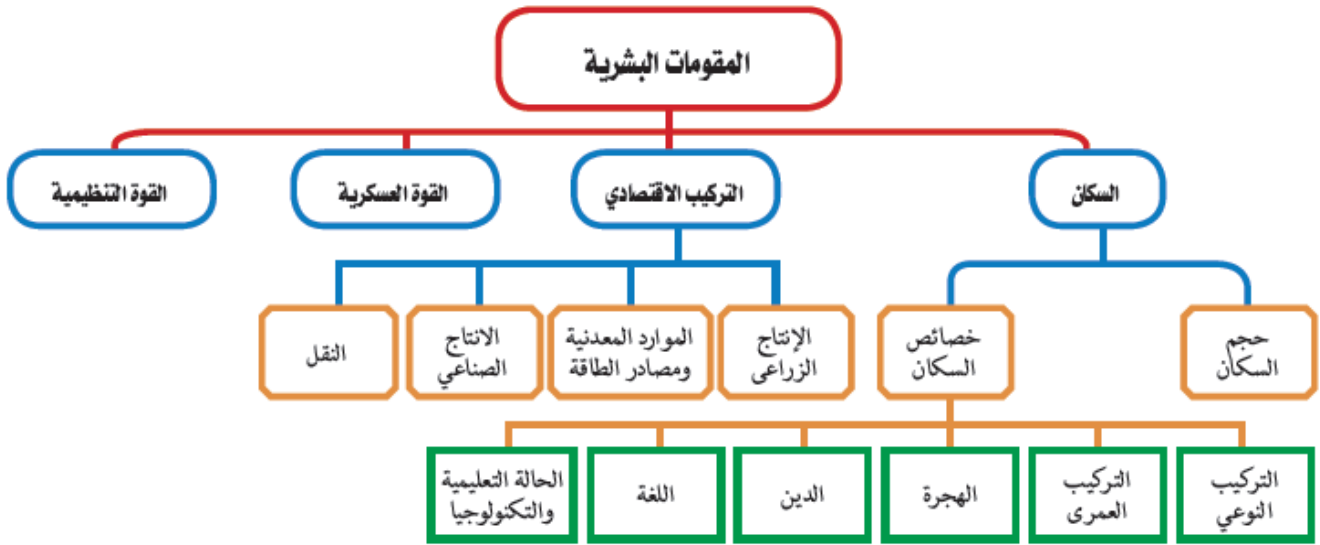 المقومات البشرية
السكان
التركيب الاقتصادي
القوة العسكرية
القوة التنظيمية
حجم
السكان
خصائص
السكان
الإنتاج
الزراعى
الموارد المعدنية
ومصادر الطاقة
الانتاج
الصناعي
النقل
التركيب
النوعي
التركيب
العمرى
الهجرة
الدين
اللغة
الحالة التعليمية
والتكنولوجيا